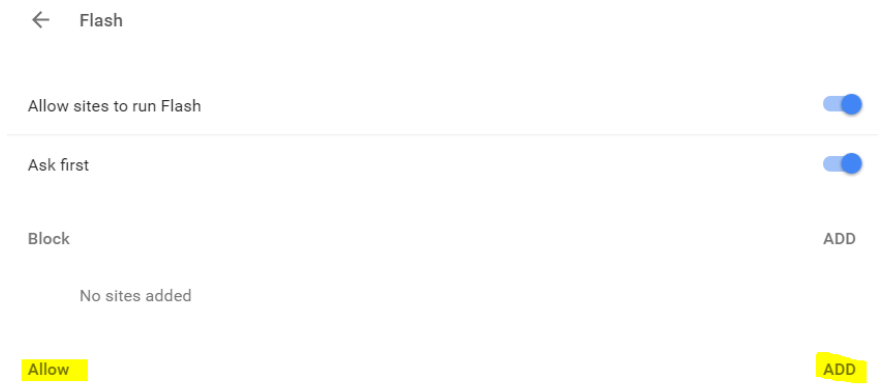 Flash
Allow sites to run Flash
Ask first
Block ADD
No sites added
Allow ADD